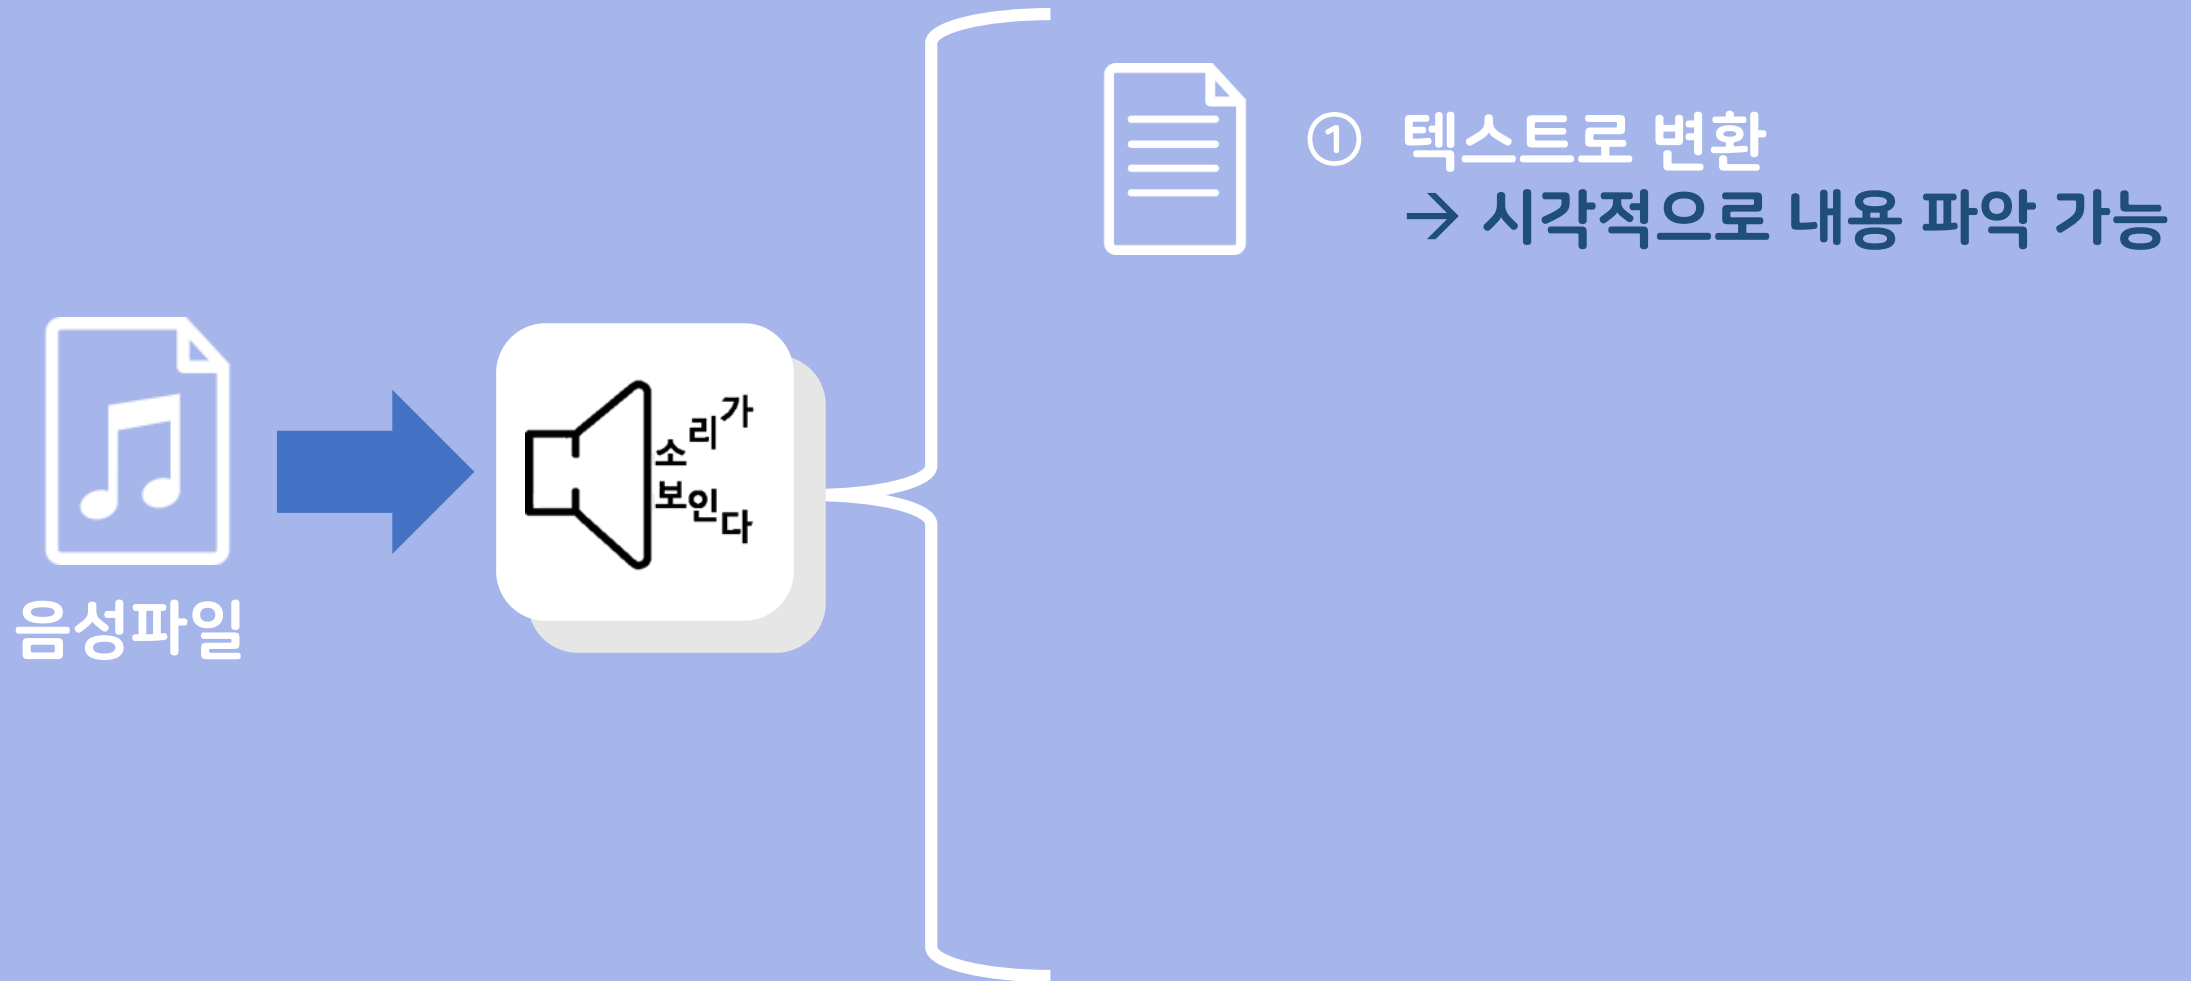 ① 텍스트로 변환
→ 시각적으로 내용 파악 가능
소리가
보인다
음성파일